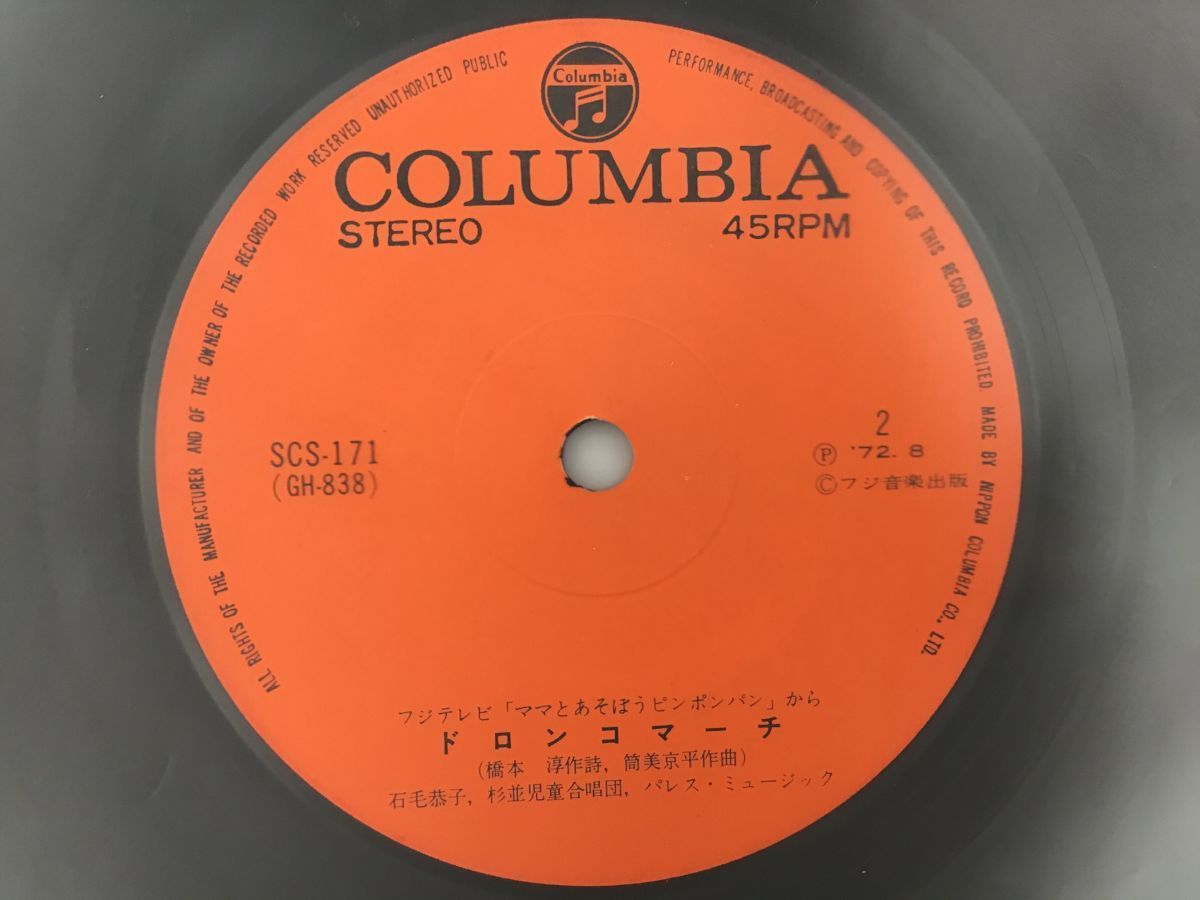 Columbia
COLUMBIA
STEREO 45RPM
ALL RIGHTS OF THE MANUFACTURER AND OF THE OWNER OF THE RECORDED WORK RESERVED UNAUTHORIZED PUBLIC PERFORMANCE, BROADCASTING AND COPYING OF THIS RECORD PROHIBITED. MADE BY NIPPON COLUMBIA CO., LTD.
SCS-171
(GH-838)
2
Ⓟ '72. 8
©フジ音楽出版
フジテレビ「ママとあそぼうピンポンパン」から
ドロンコマーチ
(橋本 淳作詩, 筒美京平作曲)
石毛恭子, 杉並児童合唱団, パレス・ミュージック